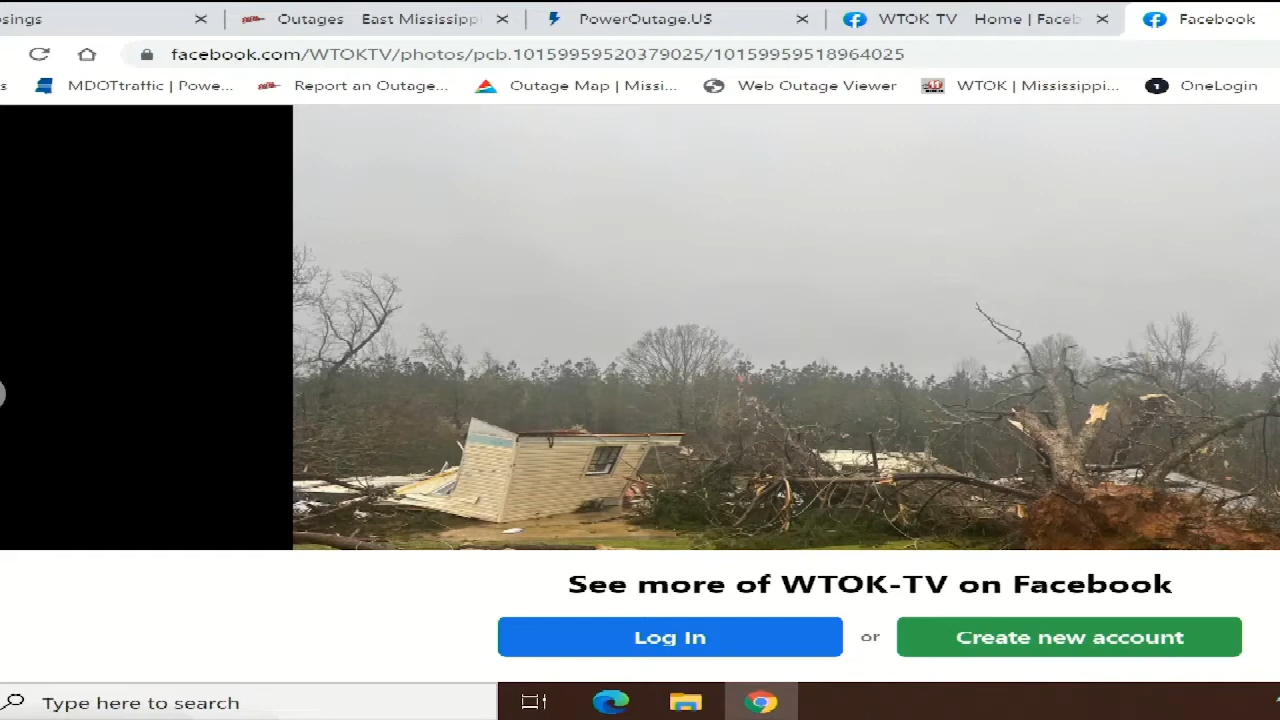 sings
Outages East Mississippi
PowerOutage.US
WTOK TV Home | Faceb
Facebook
facebook.com/WTOKTV/photos/pcb.10159959520379025/10159959518964025
s
MDOTtraffic | Powe...
Report an Outage...
Outage Map | Missi...
Web Outage Viewer
WTOK | Mississippi...
OneLogin
See more of WTOK-TV on Facebook
Log In
or
Create new account
Type here to search